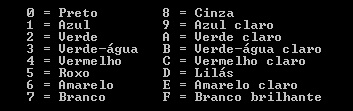 0 = Preto       8 = Cinza
1 = Azul        9 = Azul claro
2 = Verde       A = Verde claro
3 = Verde-água  B = Verde-água claro
4 = Vermelho    C = Vermelho claro
5 = Roxo        D = Lilás
6 = Amarelo     E = Amarelo claro
7 = Branco      F = Branco brilhante